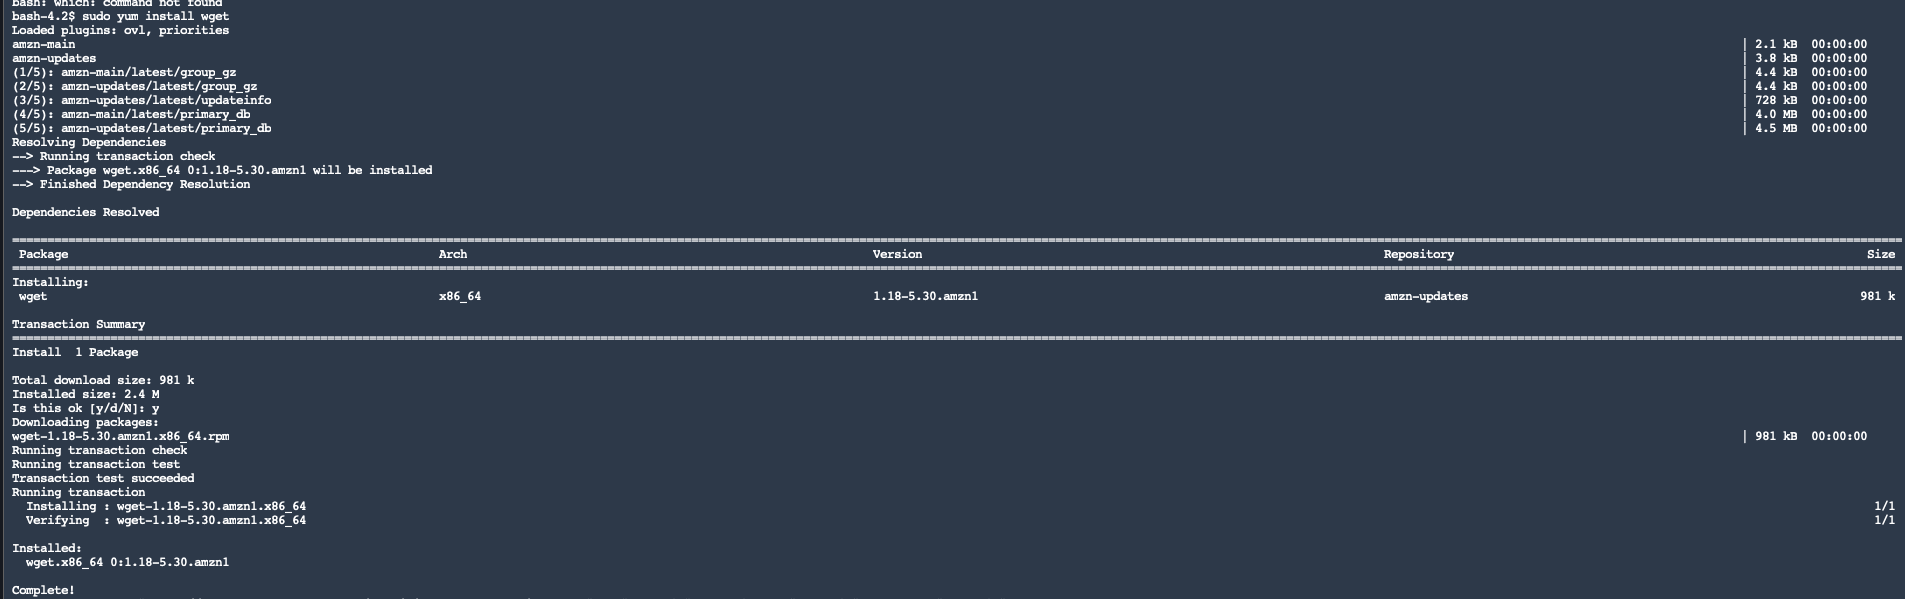 bash: which: command not found
bash-4.2$ sudo yum install wget
Loaded plugins: ovl, priorities
amzn-main | 2.1 kB 00:00:00
amzn-updates | 3.8 kB 00:00:00
(1/5): amzn-main/latest/group_gz | 4.4 kB 00:00:00
(2/5): amzn-updates/latest/group_gz | 4.4 kB 00:00:00
(3/5): amzn-updates/latest/updateinfo | 728 kB 00:00:00
(4/5): amzn-main/latest/primary_db | 4.0 MB 00:00:00
(5/5): amzn-updates/latest/primary_db | 4.5 MB 00:00:00
Resolving Dependencies
--> Running transaction check
---> Package wget.x86_64 0:1.18-5.30.amzn1 will be installed
--> Finished Dependency Resolution
Dependencies Resolved
Package Arch Version Repository Size
Installing:
wget x86_64 1.18-5.30.amzn1 amzn-updates 981 k
Transaction Summary
Install 1 Package
Total download size: 981 k
Installed size: 2.4 M
Is this ok [y/d/N]: y
Downloading packages:
wget-1.18-5.30.amzn1.x86_64.rpm | 981 kB 00:00:00
Running transaction check
Running transaction test
Transaction test succeeded
Running transaction
Installing : wget-1.18-5.30.amzn1.x86_64 1/1
Verifying : wget-1.18-5.30.amzn1.x86_64 1/1
Installed:
wget.x86_64 0:1.18-5.30.amzn1
Complete!